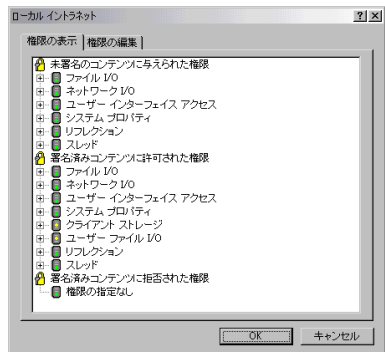 ローカル イントラネット
権限の表示
権限の編集
未署名のコンテンツに与えられた権限
ファイル I/O
ネットワーク I/O
ユーザー インターフェイス アクセス
システム プロパティ
リフレクション
スレッド
署名済みコンテンツに許可された権限
ファイル I/O
ネットワーク I/O
ユーザー インターフェイス アクセス
システム プロパティ
クライアント ストレージ
ユーザー ファイル I/O
リフレクション
スレッド
署名済みコンテンツに拒否された権限
権限の指定なし
OK
キャンセル